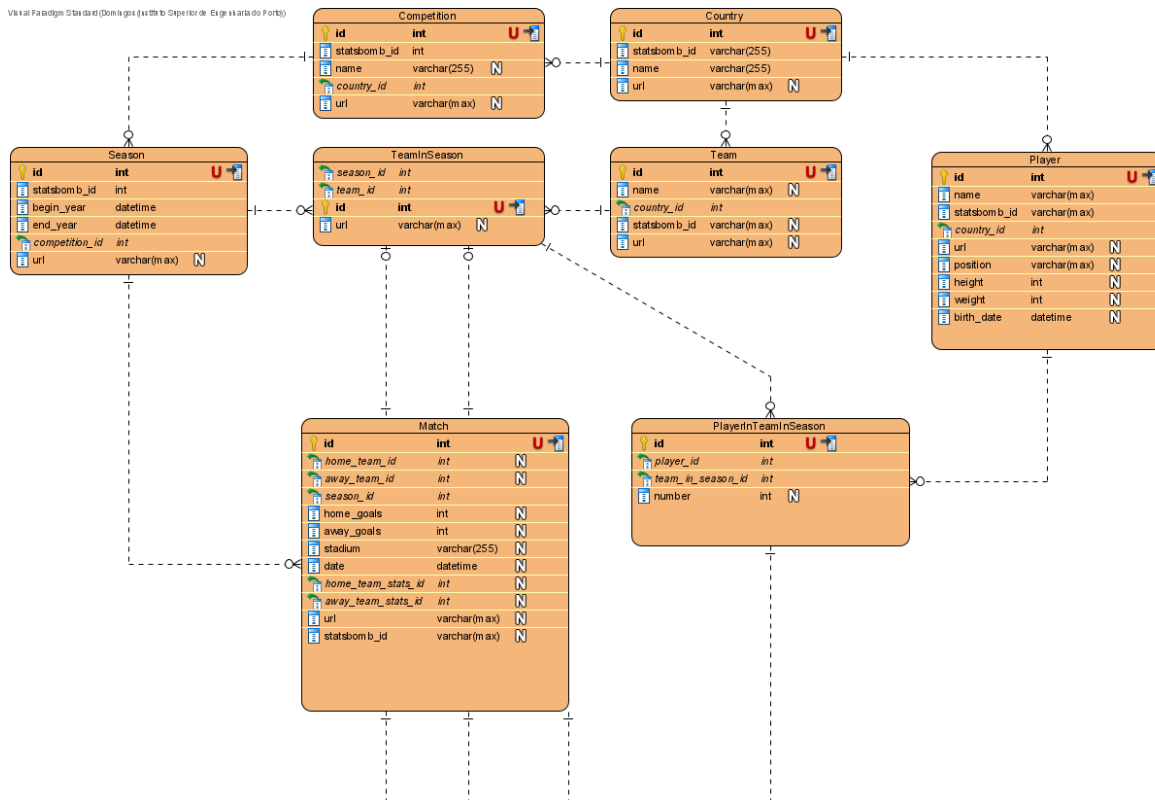 Visual Paradigm Standard (Domingos (Instituto Superior de Engenharia do Porto))
Competition
id int U
statsbomb_id int
name varchar(255) N
country_id int
url varchar(max) N
Country
id int U
statsbomb_id varchar(255)
name varchar(255)
url varchar(max) N
Season
id int U
statsbomb_id int
begin_year datetime
end_year datetime
competition_id int
url varchar(max) N
TeamInSeason
season_id int
team_id int
id int U
url varchar(max) N
Team
id int U
name varchar(max) N
country_id int
statsbomb_id varchar(max) N
url varchar(max) N
Player
id int U
name varchar(max)
statsbomb_id varchar(max)
country_id int
url varchar(max) N
position varchar(max) N
height int N
weight int N
birth_date datetime N
Match
id int U
home_team_id int N
away_team_id int N
season_id int
home_goals int N
away_goals int N
stadium varchar(255) N
date datetime N
home_team_stats_id int N
away_team_stats_id int N
url varchar(max) N
statsbomb_id varchar(max) N
PlayerInTeamInSeason
id int U
player_id int
team_in_season_id int
number int N